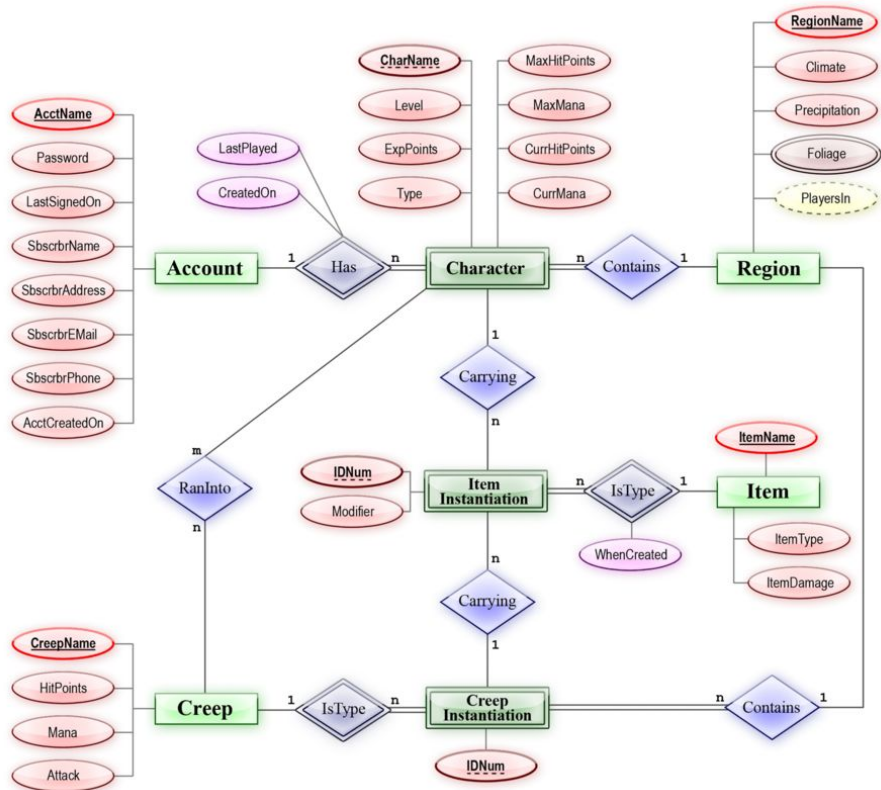 RegionName
CharName
MaxHitPoints
Climate
Level
MaxMana
AcctName
Precipitation
ExpPoints
CurrHitPoints
LastPlayed
Password
Foliage
CreatedOn
Type
CurrMana
LastSignedOn
PlayersIn
SbscrbrName
1
n
n
1
Account
Has
Character
Contains
Region
SbscrbrAddress
SbscrbrEMail
1
SbscrbrPhone
Carrying
AcctCreatedOn
n
ItemName
m
IDNum
n
1
RanInto
Item
Instantiation
IsType
Item
Modifier
n
ItemType
WhenCreated
n
ItemDamage
Carrying
CreepName
1
HitPoints
1
n
n
1
Creep
IsType
Creep
Instantiation
Contains
Mana
IDNum
Attack